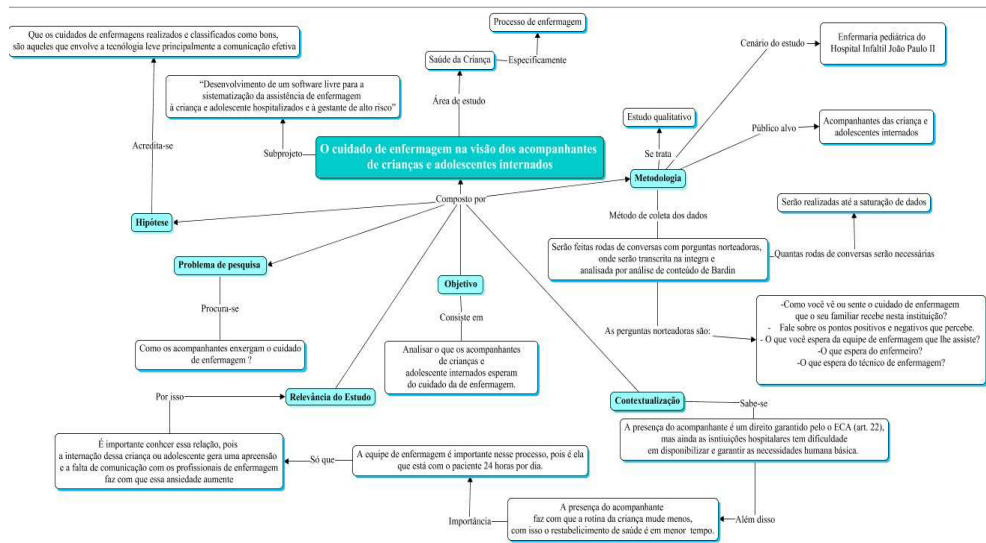 Que os cuidados de enfermagens realizados e classificados como bons,
são aqueles que envolve a tecnólogia leve principalmente a comunicação efetiva
Processo de enfermagem
Especificamente
Saúde da Criança
Área de estudo
Cenário do estudo
Enfermaria pediátrica do
Hospital Infaltil João Paulo II
"Desenvolvimento de um software livre para a
sistematização da assistência de enfermagem
à criança e adolescente hospitalizados e à gestante de alto risco"
Subprojeto
Acredita-se
O cuidado de enfermagem na visão dos acompanhantes
de crianças e adolescentes internados
Estudo qualitativo
Se trata
Público alvo
Acompanhantes das criança e
adolescentes internados
Metodologia
Composto por
Hipótese
Método de coleta dos dados
Serão realizadas até a saturação de dados
Serão feitas rodas de conversas com perguntas norteadoras,
onde serão transcrita na integra e
analisada por análise de conteúdo de Bardin
Quantas rodas de conversas serão necessárias
Problema de pesquisa
Procura-se
Como os acompanhantes enxergam o cuidado
de enfermagem ?
Objetivo
Consiste em
Analisar o que os acompanhantes
de crianças e
adolescente internados esperam
do cuidado da de enfermagem.
As perguntas norteadoras são:
-Como você vê ou sente o cuidado de enfermagem
que o seu familiar recebe nesta instituição?
- Fale sobre os pontos positivos e negativos que percebe.
- O que você espera da equipe de enfermagem que lhe assiste?
-O que espera do enfermeiro?
-O que espera do técnico de enfermagem?
Por isso
Relevância do Estudo
Contextualização
Sabe-se
A presença do acompanhante é um direito garantido pelo o ECA (art. 22),
mas ainda as isntiuições hospitalares tem dificuldade
em disponibilizar e garantir as necessidades humana básica.
É importante conhcer essa relação, pois
a internação dessa criança ou adolescente gera uma apreensão
e a falta de comunicação com os profissionais de enfermagem
faz com que essa ansiedade aumente
Só que
A equipe de enfermagem é importante nesse processo, pois é ela
que está com o paciente 24 horas por dia.
Importância
A presença do acompanhante
faz com que a rotina da criança mude menos,
com isso o restabelicimento de saúde é em menor tempo.
Além disso